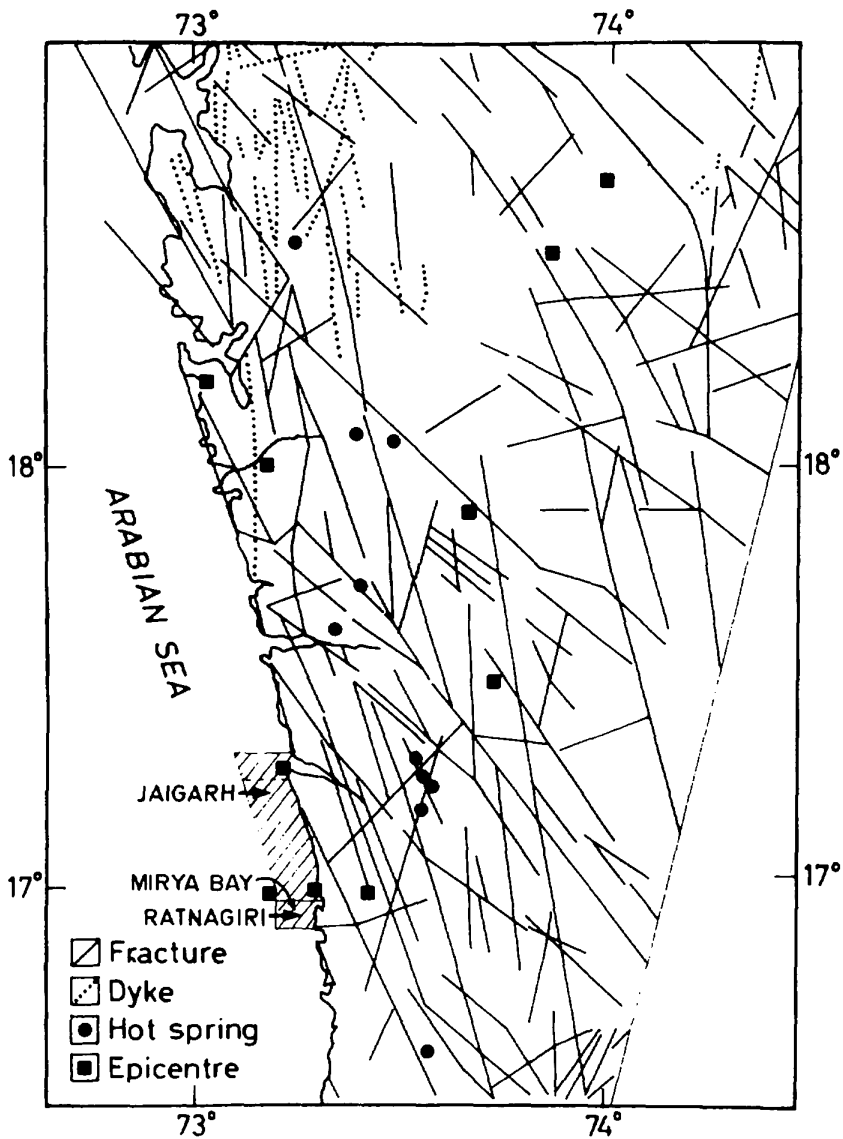 73°
74°
18°
18°
ARABIAN SEA
JAIGARH
17°
17°
MIRYA BAY
RATNAGIRI
Fracture
Dyke
Hot spring
Epicentre
73°
74°